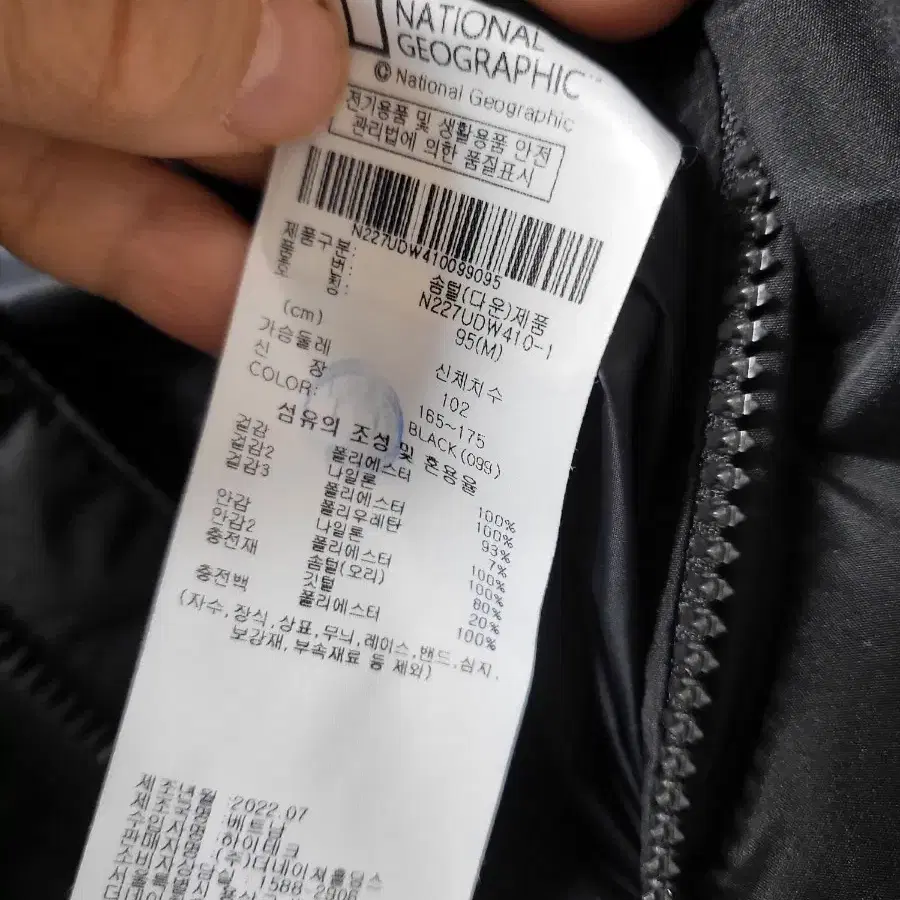 NATIONAL
GEOGRAPHIC
© National Geographic
전기용품 및 생활용품 안전
관리법에 의한 품질표시
N227UDW410099095
제품구분: 솜털(다운)제품
N227UDW410-1
95(M)
(cm) 신체치수
가슴둘레 102
신 장 165~175
COLOR: BLACK(099)
섬유의 조성 및 혼용율
겉감 폴리에스터 100%
겉감2 나일론 100%
겉감3 폴리에스터 93%
폴리우레탄 7%
안감 나일론 100%
안감2 폴리에스터 100%
충전재 솜털(오리) 80%
깃털 20%
충전백 폴리에스터 100%
(자수,장식,상표,무늬,레이스,밴드,심지,
보강재,부속재료 등 제외)
제조년월 :2022.07
제조국명 :베트남
수입자명 :하이테크
판매자명 :(주)더네이쳐홀딩스
1588-2906